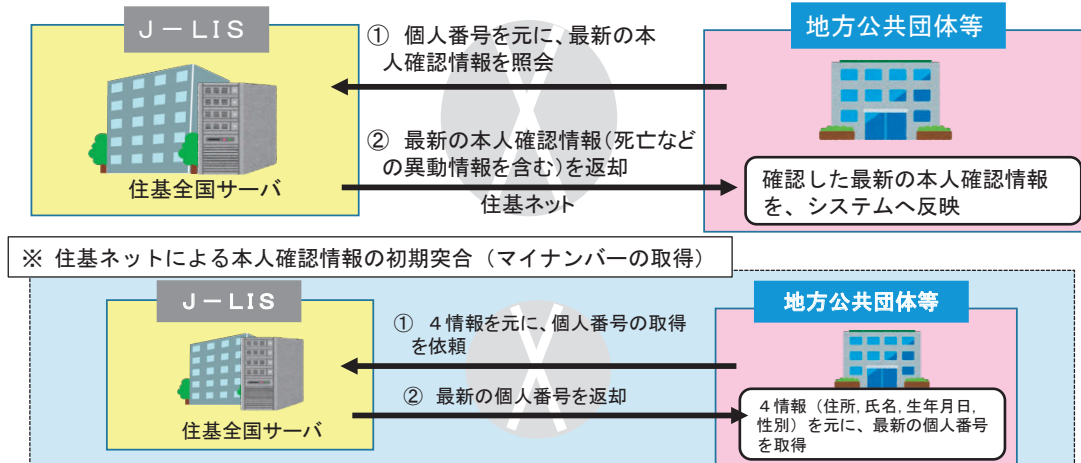 J－LIS
① 個人番号を元に、最新の本
人確認情報を照会
地方公共団体等
② 最新の本人確認情報（死亡など
の異動情報を含む）を返却
住基全国サーバ
住基ネット
確認した最新の本人確認情報
を、システムへ反映
※ 住基ネットによる本人確認情報の初期突合（マイナンバーの取得）
J－LIS
① ４情報を元に、個人番号の取得
を依頼
地方公共団体等
② 最新の個人番号を返却
住基全国サーバ
４情報（住所，氏名，生年月日，
性別）を元に、最新の個人番号
を取得